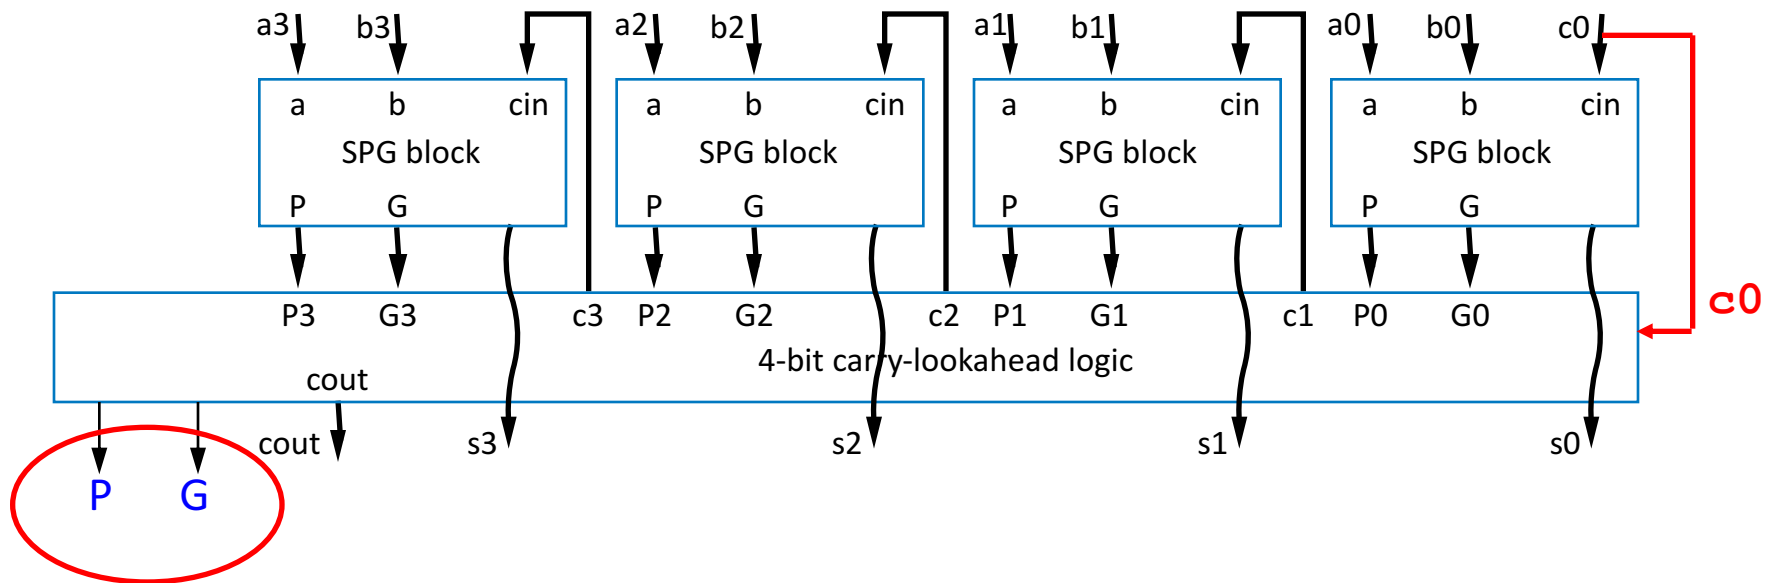 a3 b3 a2 b2 a1 b1 a0 b0 c0
a b cin a b cin a b cin a b cin
SPG block SPG block SPG block SPG block
P G P G P G P G
c0
P3 G3 c3 P2 G2 c2 P1 G1 c1 P0 G0
4-bit carry-lookahead logic
cout
cout s3 s2 s1 s0
P G